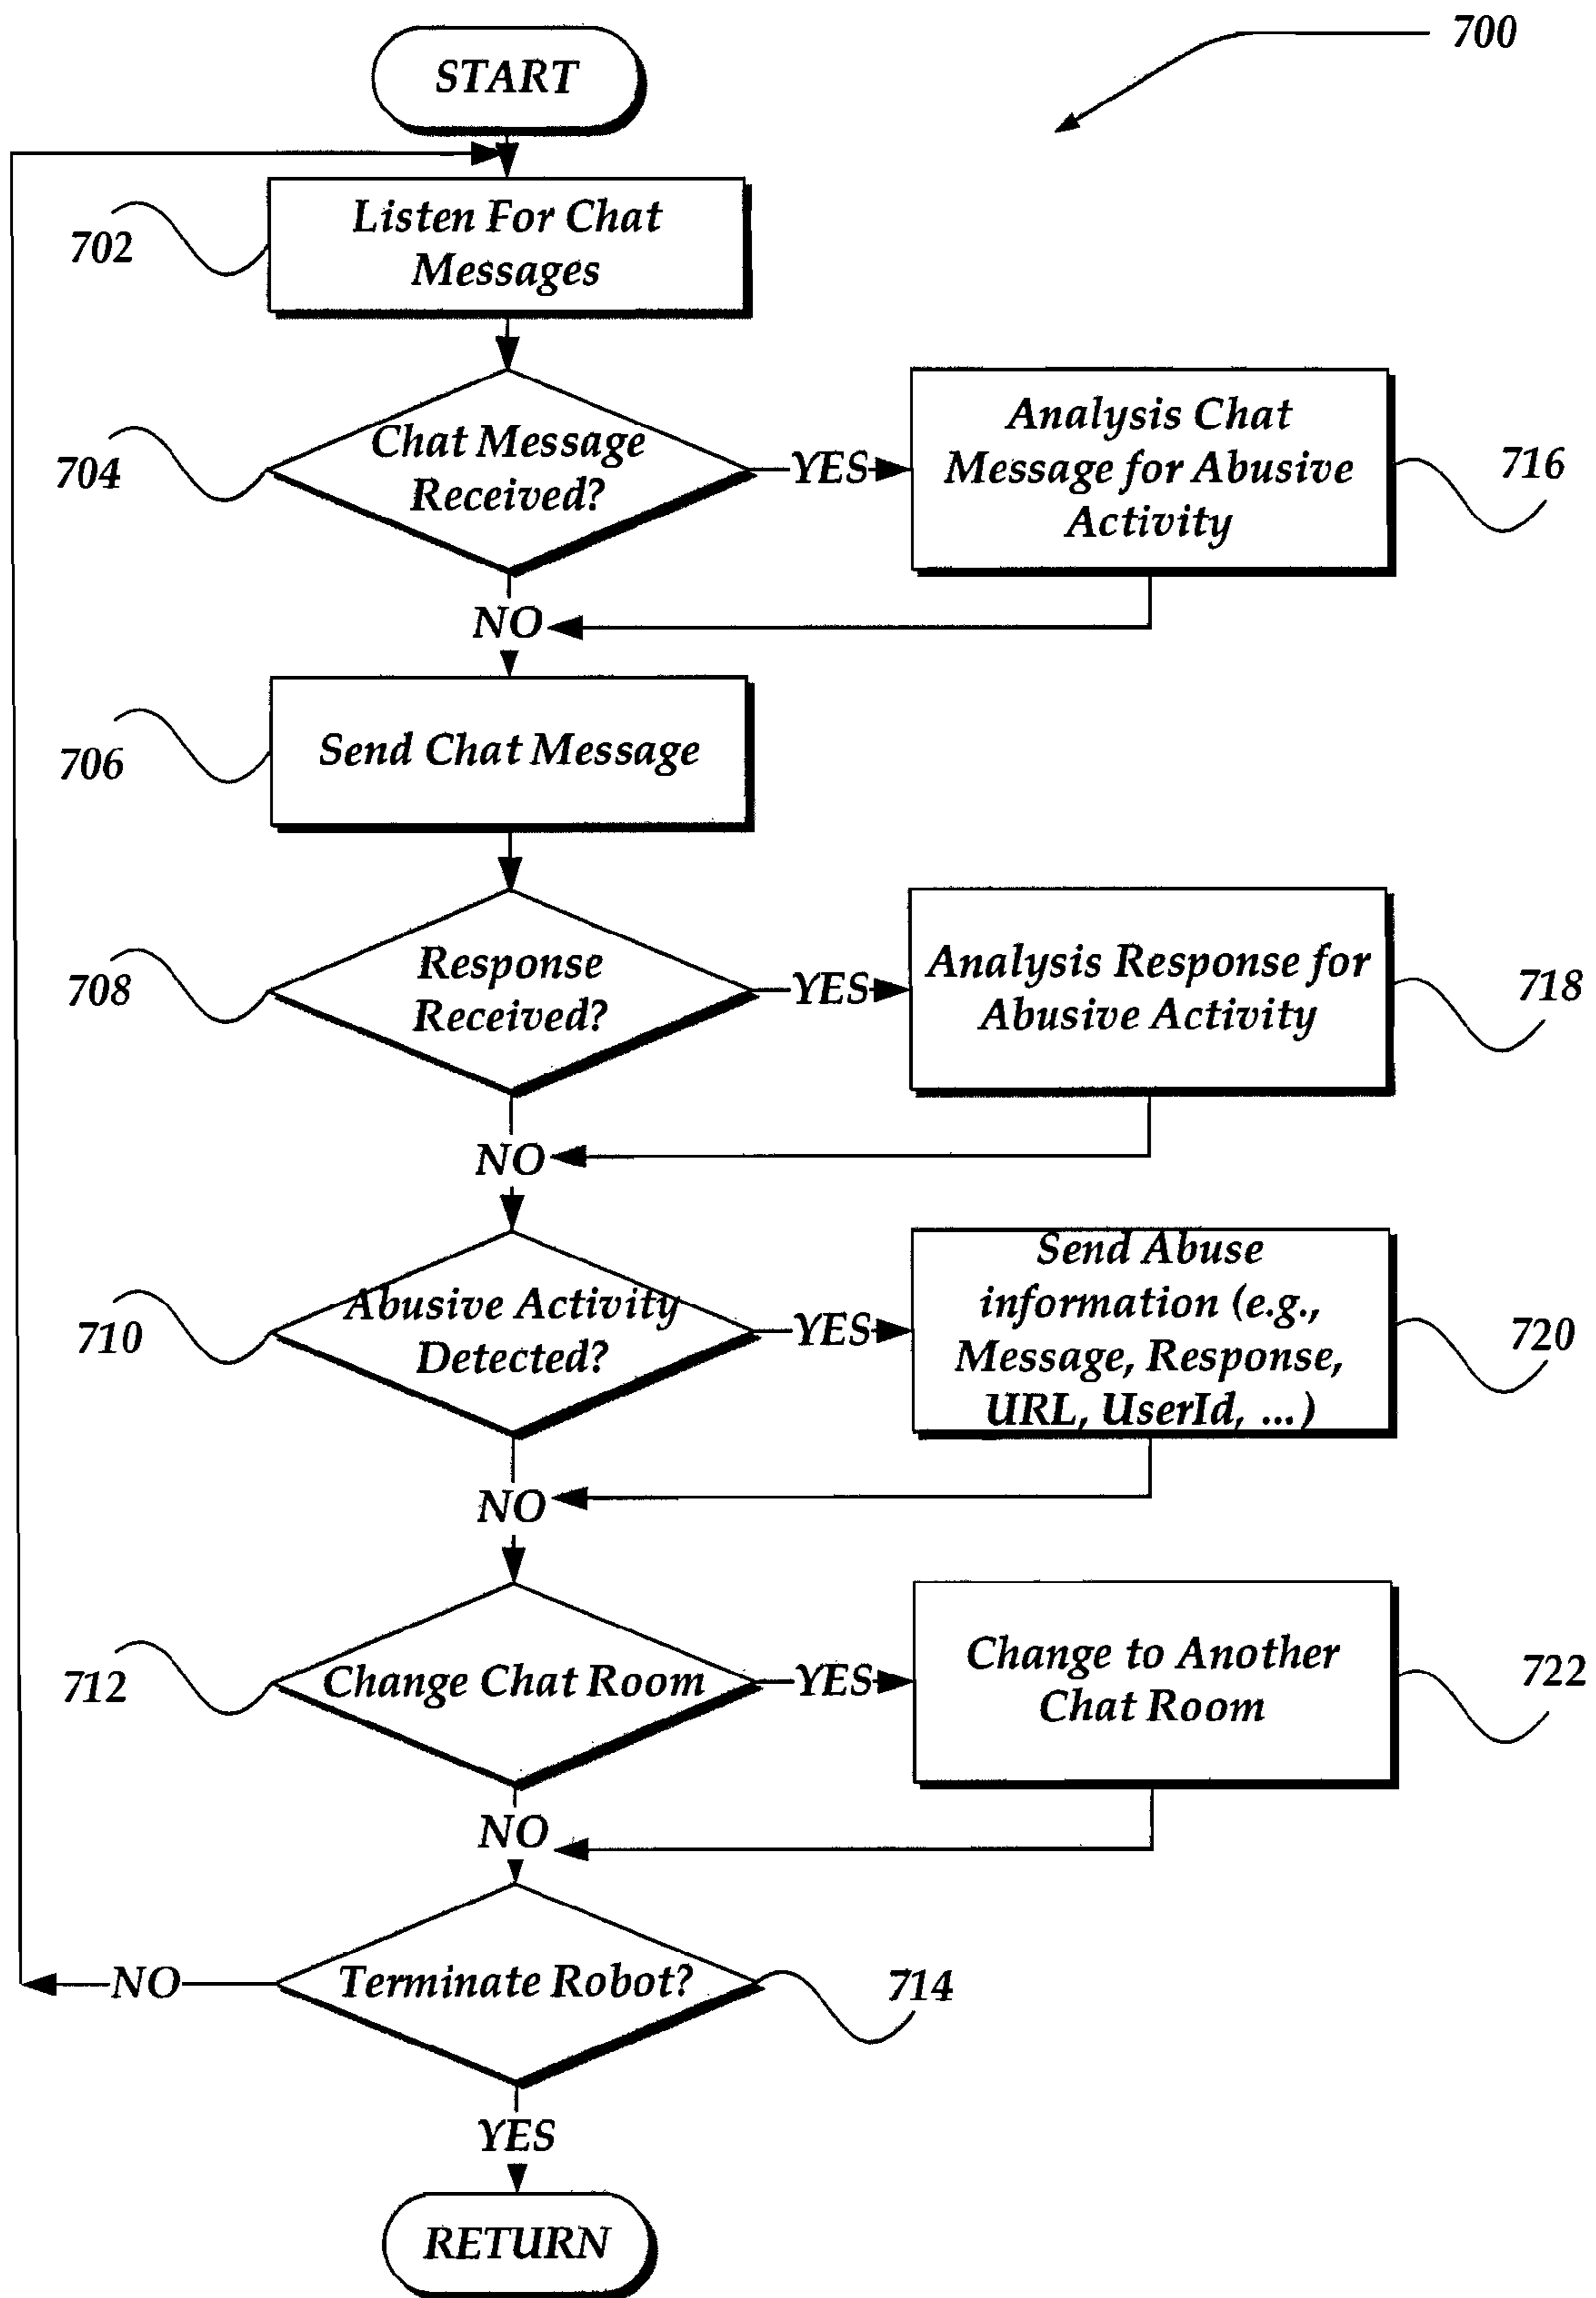 700
START
702
Listen For Chat
Messages
704
Chat Message
Received?
YES
Analysis Chat
Message for Abusive
Activity
716
NO
706
Send Chat Message
708
Response
Received?
YES
Analysis Response for
Abusive Activity
718
NO
710
Abusive Activity
Detected?
YES
Send Abuse
information (e.g.,
Message, Response,
URL, UserId, ...)
720
NO
712
Change Chat Room
YES
Change to Another
Chat Room
722
NO
NO
Terminate Robot?
714
YES
RETURN